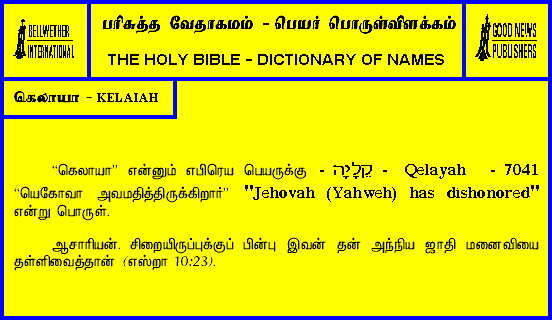 BELLWETHER
INTERNATIONAL
பரிசுத்த வேதாகமம் - பெயர் பொருள்விளக்கம்
THE HOLY BIBLE - DICTIONARY OF NAMES
GOOD NEWS
PUBLISHERS
கெலாயா - KELAIAH
“கெலாயா” என்னும் எபிரெய பெயருக்கு - קֵלָיָה - Qelayah - 7041
“யெகோவா அவமதித்திருக்கிறார்” "Jehovah (Yahweh) has dishonored"
என்று பொருள்.
ஆசாரியன். சிறையிருப்புக்குப் பின்பு இவன் தன் அந்நிய ஜாதி மனைவியை
தள்ளிவைத்தான் (எஸ்றா 10:23).